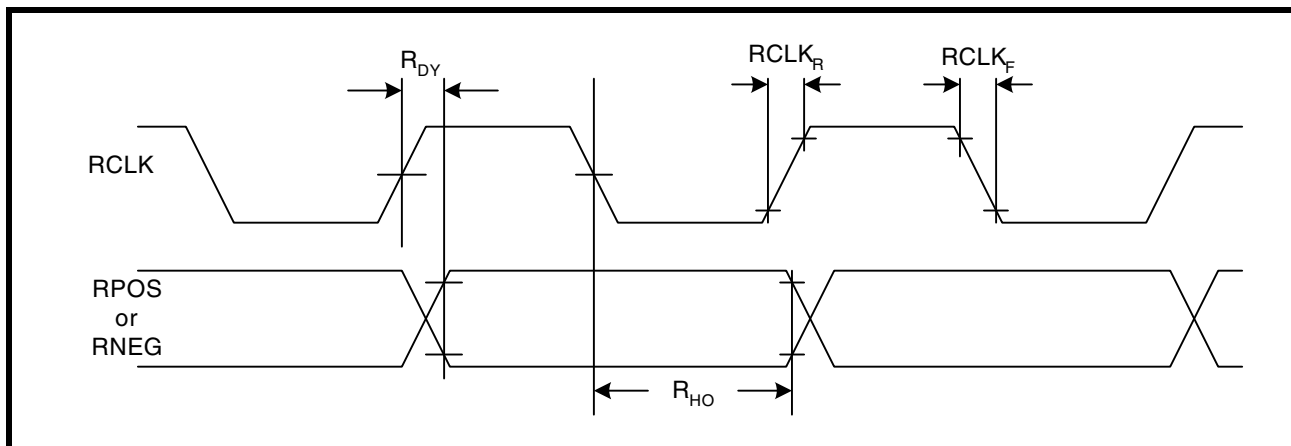 R_DY
RCLK_R
RCLK_F
RCLK
RPOS
or
RNEG
R_HO